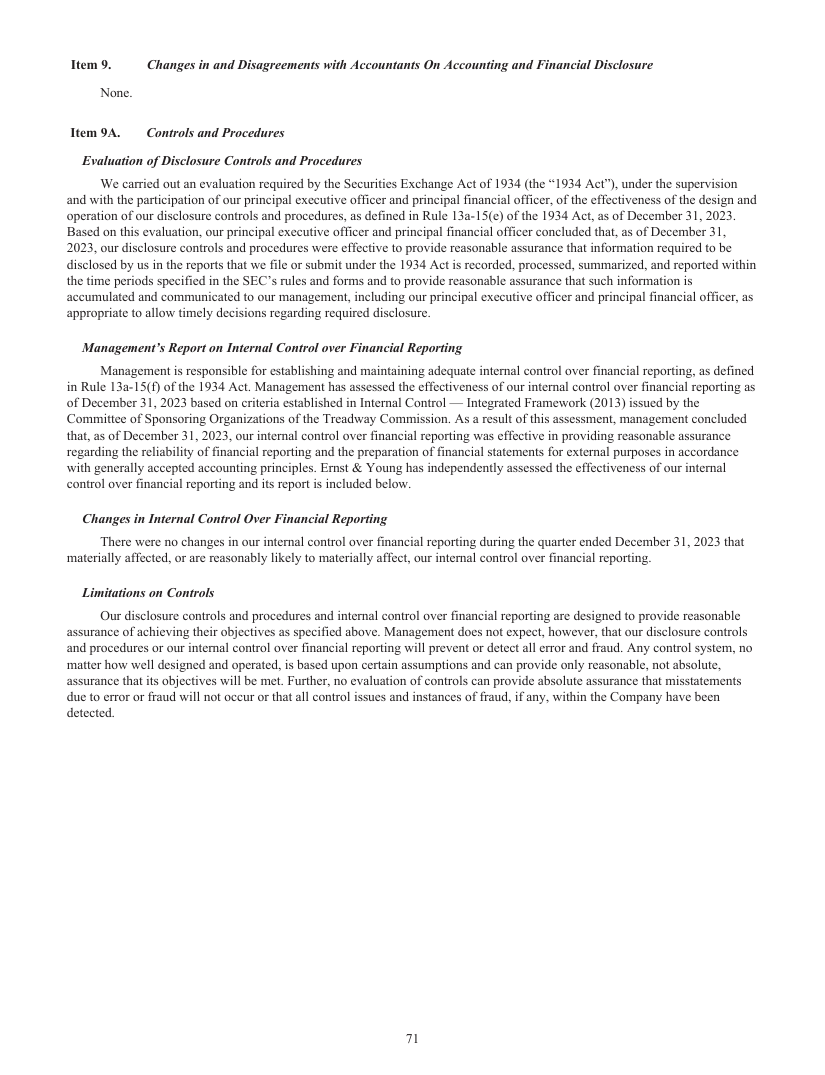 Item 9. Changes in and Disagreements with Accountants On Accounting and Financial Disclosure
None.
Item 9A. Controls and Procedures
Evaluation of Disclosure Controls and Procedures
We carried out an evaluation required by the Securities Exchange Act of 1934 (the “1934 Act”), under the supervision
and with the participation of our principal executive officer and principal financial officer, of the effectiveness of the design and
operation of our disclosure controls and procedures, as defined in Rule 13a-15(e) of the 1934 Act, as of December 31, 2023.
Based on this evaluation, our principal executive officer and principal financial officer concluded that, as of December 31,
2023, our disclosure controls and procedures were effective to provide reasonable assurance that information required to be
disclosed by us in the reports that we file or submit under the 1934 Act is recorded, processed, summarized, and reported within
the time periods specified in the SEC’s rules and forms and to provide reasonable assurance that such information is
accumulated and communicated to our management, including our principal executive officer and principal financial officer, as
appropriate to allow timely decisions regarding required disclosure.
Management’s Report on Internal Control over Financial Reporting
Management is responsible for establishing and maintaining adequate internal control over financial reporting, as defined
in Rule 13a-15(f) of the 1934 Act. Management has assessed the effectiveness of our internal control over financial reporting as
of December 31, 2023 based on criteria established in Internal Control — Integrated Framework (2013) issued by the
Committee of Sponsoring Organizations of the Treadway Commission. As a result of this assessment, management concluded
that, as of December 31, 2023, our internal control over financial reporting was effective in providing reasonable assurance
regarding the reliability of financial reporting and the preparation of financial statements for external purposes in accordance
with generally accepted accounting principles. Ernst & Young has independently assessed the effectiveness of our internal
control over financial reporting and its report is included below.
Changes in Internal Control Over Financial Reporting
There were no changes in our internal control over financial reporting during the quarter ended December 31, 2023 that
materially affected, or are reasonably likely to materially affect, our internal control over financial reporting.
Limitations on Controls
Our disclosure controls and procedures and internal control over financial reporting are designed to provide reasonable
assurance of achieving their objectives as specified above. Management does not expect, however, that our disclosure controls
and procedures or our internal control over financial reporting will prevent or detect all error and fraud. Any control system, no
matter how well designed and operated, is based upon certain assumptions and can provide only reasonable, not absolute,
assurance that its objectives will be met. Further, no evaluation of controls can provide absolute assurance that misstatements
due to error or fraud will not occur or that all control issues and instances of fraud, if any, within the Company have been
detected.
71